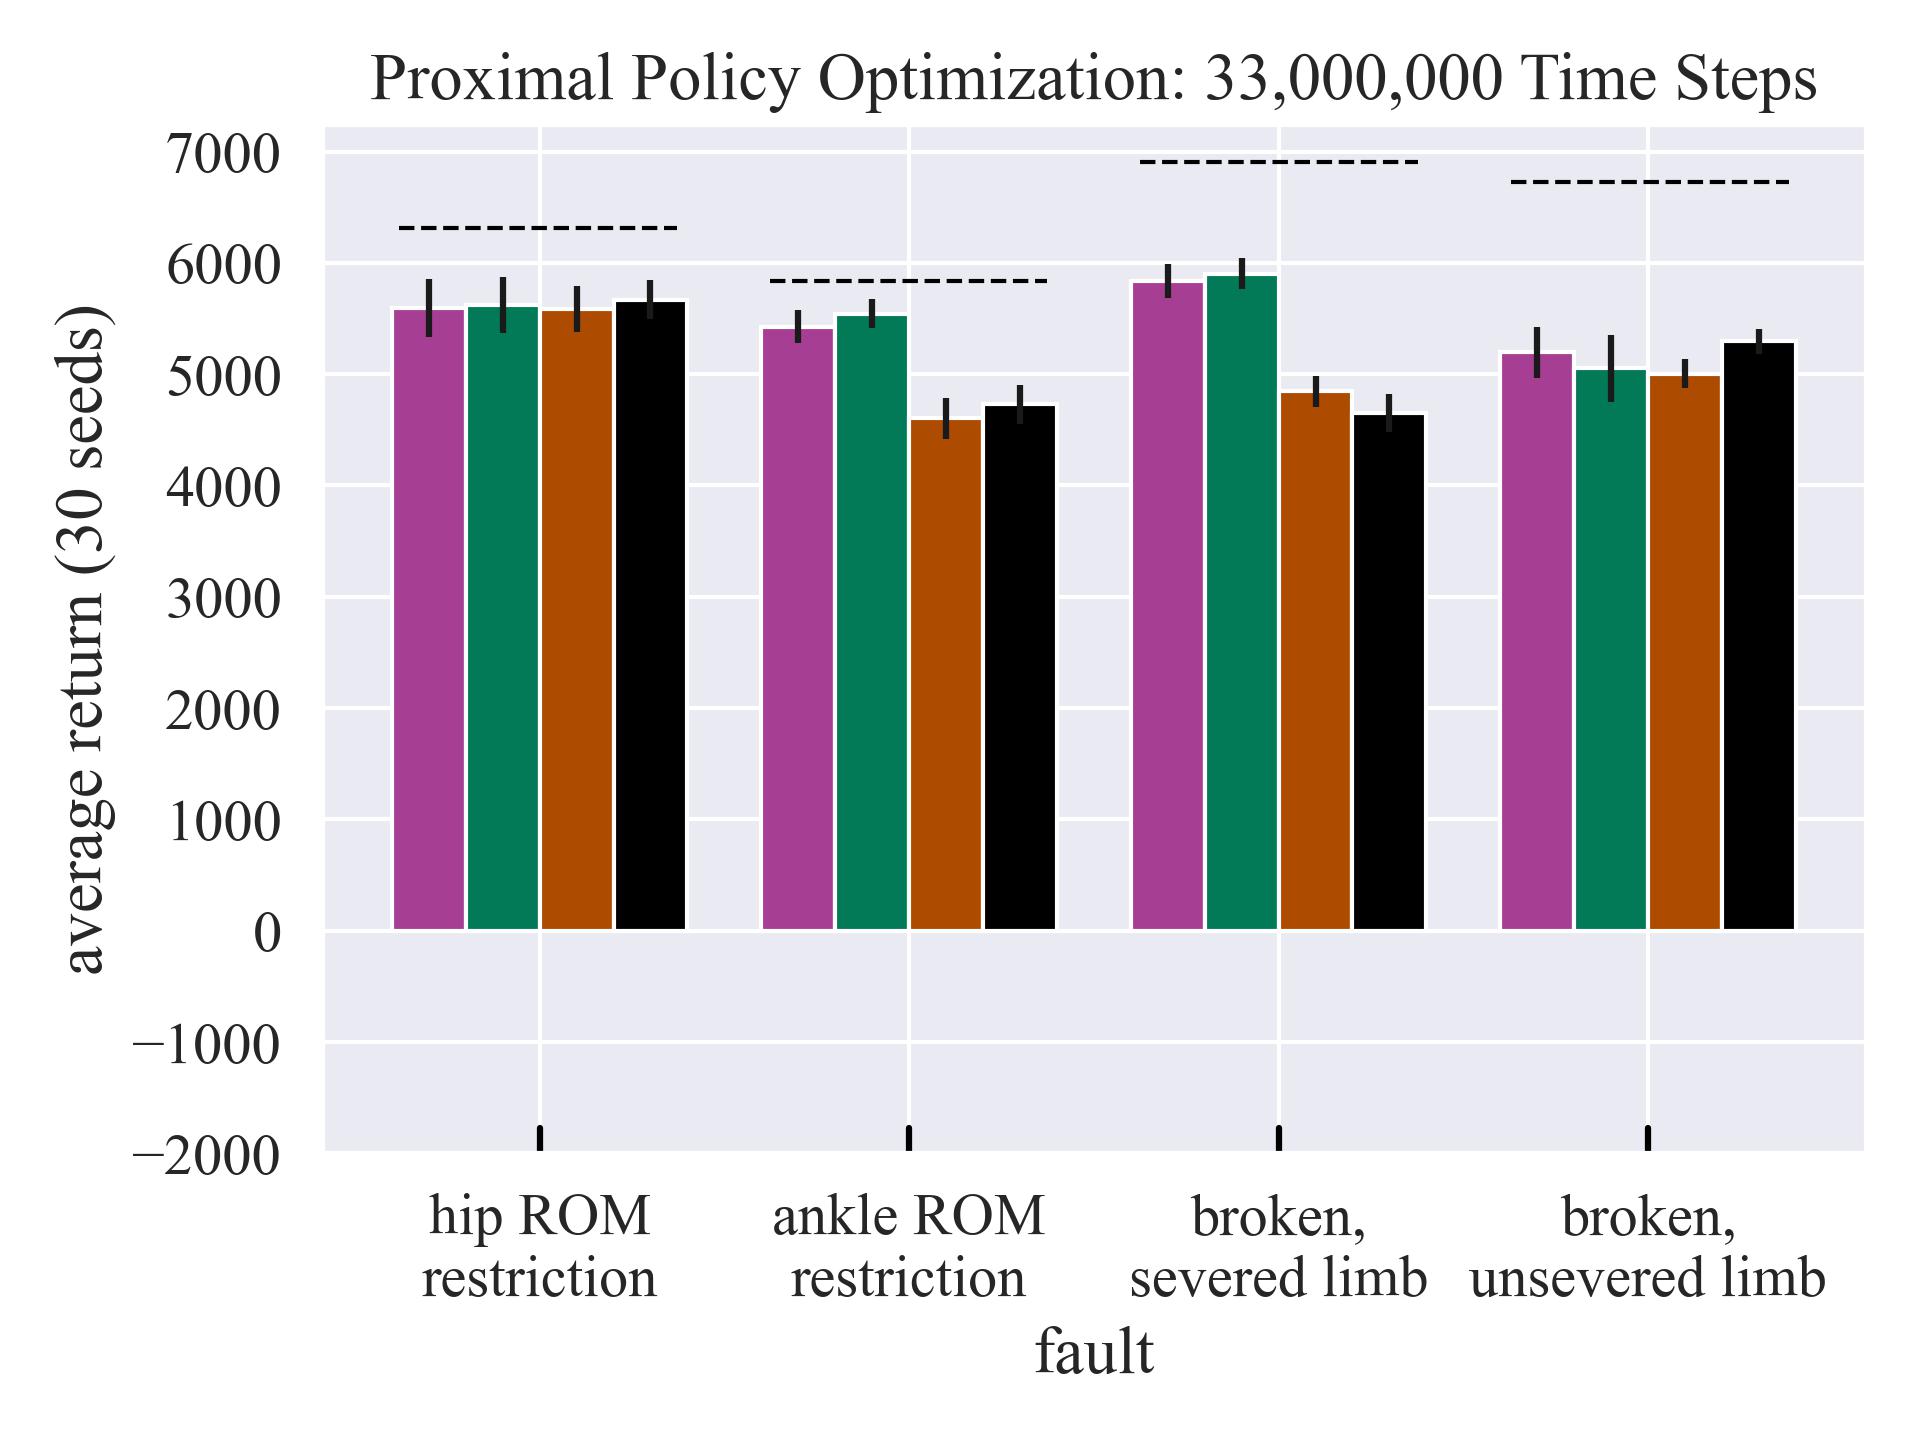 Proximal Policy Optimization: 33,000,000 Time Steps
average return (30 seeds)
7000
6000
5000
4000
3000
2000
1000
0
−1000
−2000
hip ROM
restriction
ankle ROM
restriction
broken,
severed limb
broken,
unsevered limb
fault